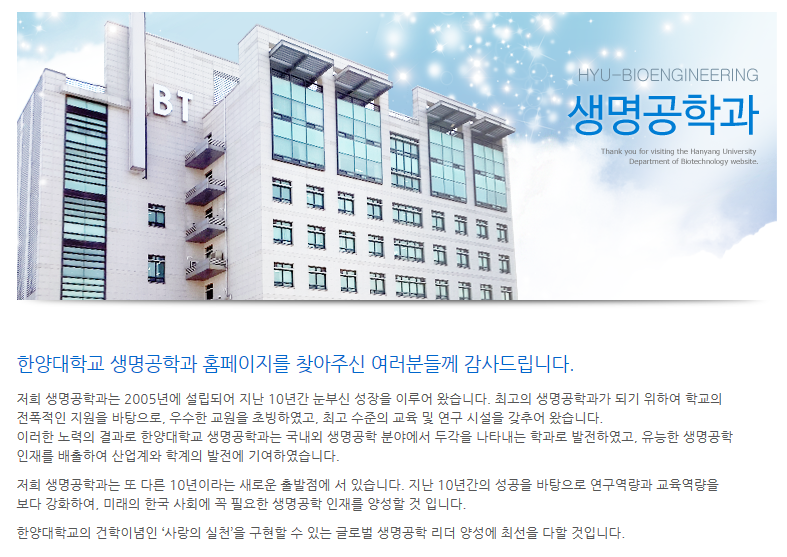 BT
HYU-BIOENGINEERING
생명공학과
Thank you for visiting the Hanyang University
Department of Biotechnology website.
한양대학교 생명공학과 홈페이지를 찾아주신 여러분들께 감사드립니다.
저희 생명공학과는 2005년에 설립되어 지난 10년간 눈부신 성장을 이루어 왔습니다. 최고의 생명공학과가 되기 위하여 학교의
전폭적인 지원을 바탕으로, 우수한 교원을 초빙하였고, 최고 수준의 교육 및 연구 시설을 갖추어 왔습니다.
이러한 노력의 결과로 한양대학교 생명공학과는 국내외 생명공학 분야에서 두각을 나타내는 학과로 발전하였고, 유능한 생명공학
인재를 배출하여 산업계와 학계의 발전에 기여하였습니다.
저희 생명공학과는 또 다른 10년이라는 새로운 출발점에 서 있습니다. 지난 10년간의 성공을 바탕으로 연구역량과 교육역량을
보다 강화하여, 미래의 한국 사회에 꼭 필요한 생명공학 인재를 양성할 것 입니다.
한양대학교의 건학이념인 ‘사랑의 실천’을 구현할 수 있는 글로벌 생명공학 리더 양성에 최선을 다할 것입니다.